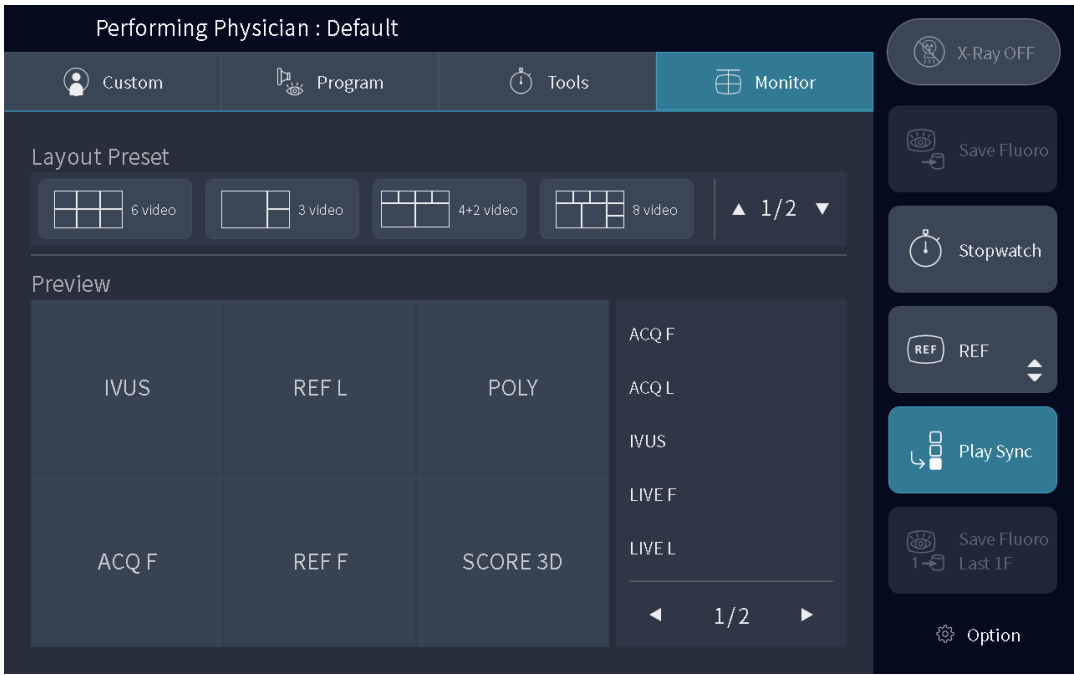 Performing Physician : Default
Custom
Program
Tools
Monitor
Layout Preset
6 video
3 video
4+2 video
8 video
▲ 1/2 ▼
Preview
IVUS
REF L
POLY
ACQ F
REF F
SCORE 3D
ACQ F
ACQ L
IVUS
LIVE F
LIVE L
◀ 1/2 ▶
X-Ray OFF
Save Fluoro
Stopwatch
REF
REF
Play Sync
Save Fluoro
1
Last 1F
Option